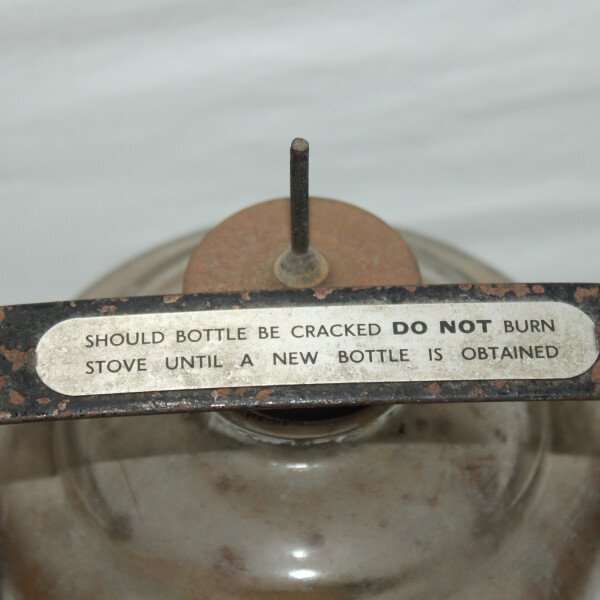 SHOULD BOTTLE BE CRACKED DO NOT BURN
STOVE UNTIL A NEW BOTTLE IS OBTAINED